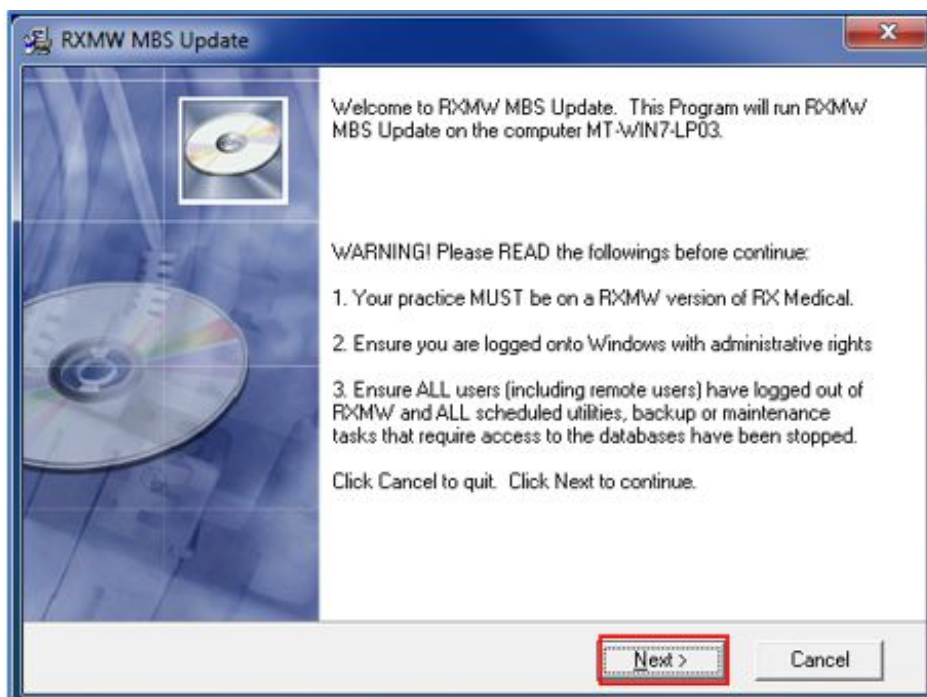 RXMW MBS Update
Welcome to RXMW MBS Update. This Program will run RXMW
MBS Update on the computer MT-WIN7-LP03.
WARNING! Please READ the followings before continue:
1. Your practice MUST be on a RXMW version of RX Medical.
2. Ensure you are logged onto Windows with administrative rights
3. Ensure ALL users (including remote users) have logged out of
RXMW and ALL scheduled utilities, backup or maintenance
tasks that require access to the databases have been stopped.
Click Cancel to quit. Click Next to continue.
Next >
Cancel